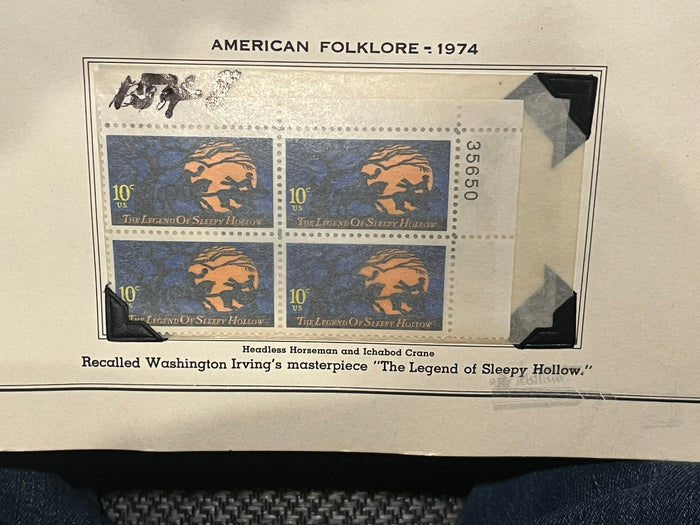 AMERICAN FOLKLORE - 1974
35650
10c
US
THE LEGEND OF SLEEPY HOLLOW
10c
US
THE LEGEND OF SLEEPY HOLLOW
10c
US
THE LEGEND OF SLEEPY HOLLOW
10c
US
THE LEGEND OF SLEEPY HOLLOW
Headless Horseman and Ichabod Crane
Recalled Washington Irving's masterpiece "The Legend of Sleepy Hollow."